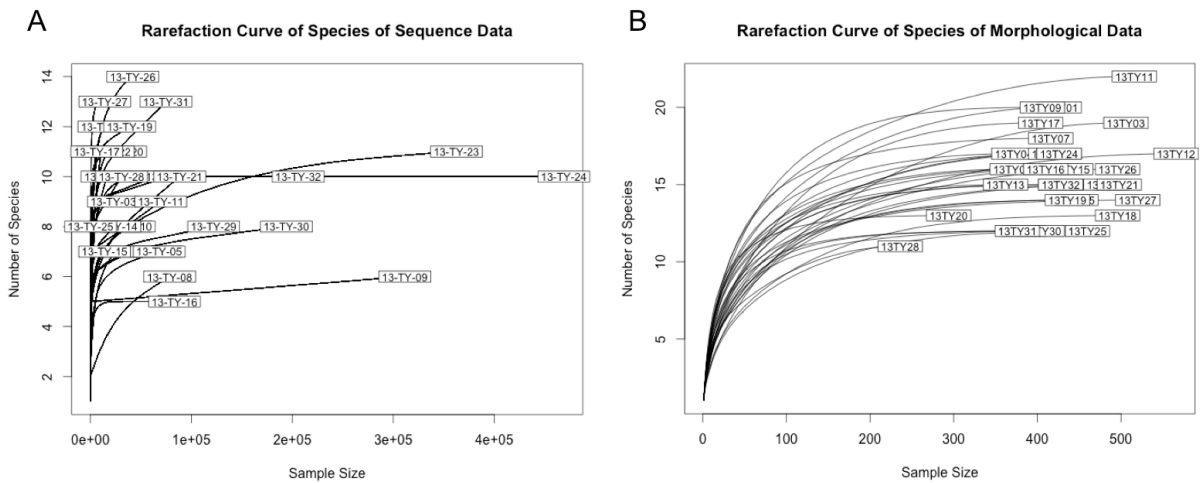 A
Rarefaction Curve of Species of Sequence Data
Number of Species
14
12
10
8
6
4
2
13-TY-26
13-TY-27
13-TY-31
13-TY-19
13-TY-17
20
13-TY-23
13-TY-28
13-TY-21
13-TY-32
13-TY-24
13-TY-03
13-TY-11
13-TY-25
-14
10
13-TY-29
13-TY-30
13-TY-15
13-TY-05
13-TY-08
13-TY-09
13-TY-16
0e+00
1e+05
2e+05
3e+05
4e+05
Sample Size
B
Rarefaction Curve of Species of Morphological Data
Number of Species
20
15
10
5
13TY11
13TY09
01
13TY17
13TY03
13TY07
13TY24
13TY12
13TY16
Y15
13TY26
13TY13
13TY32
13TY21
13TY19
13TY27
13TY20
13TY18
13TY31
Y30
13TY25
13TY28
0
100
200
300
400
500
Sample Size